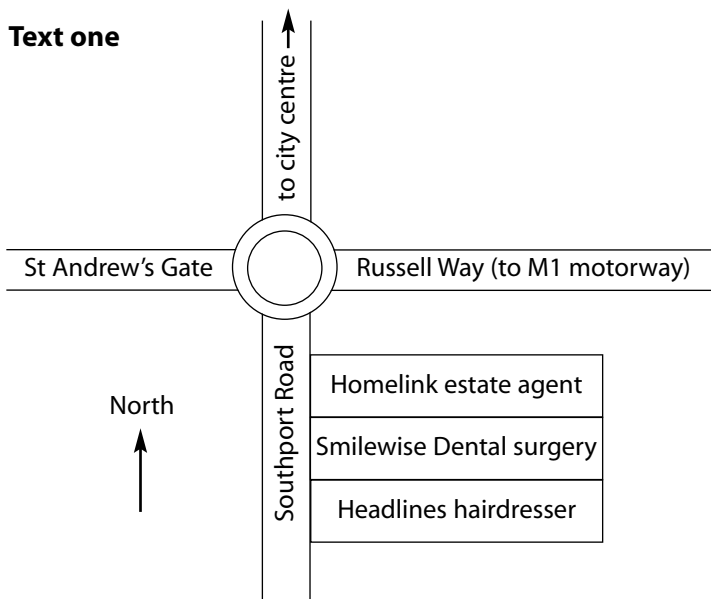 Text one
to city centre
St Andrew's Gate
Russell Way (to M1 motorway)
North
Southport Road
Homelink estate agent
Smilewise Dental surgery
Headlines hairdresser